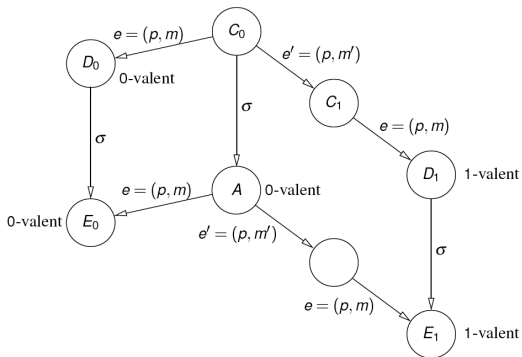 C₀
e = (p, m)
e′ = (p, m′)
D₀
0-valent
C₁
σ
σ
e = (p, m)
D₁
1-valent
e = (p, m)
A
0-valent
0-valent
E₀
e′ = (p, m′)
σ
e = (p, m)
E₁
1-valent